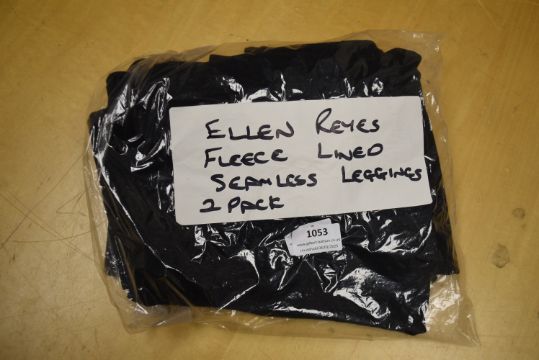 ELLEN REYES
FLEECE LINED
SEAMLESS LEGGINGS
2 PACK
1053